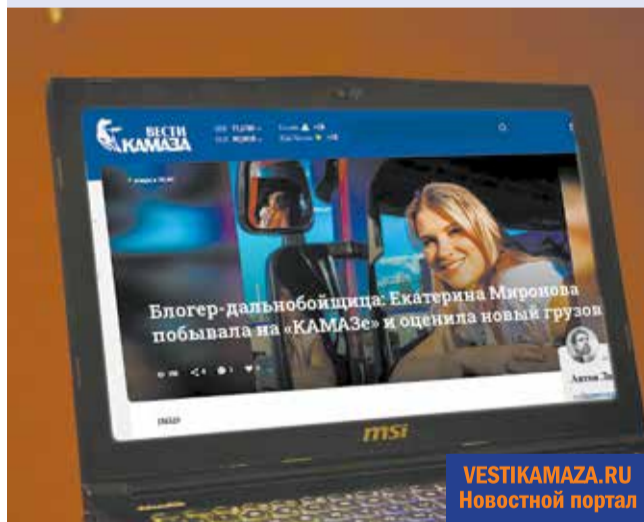 ВЕСТИ
КАМАЗА
Блогер-дальнобойщица: Екатерина Миронова
побывала на «КАМАЗе» и оценила новый грузов
msi
VESTIKAMAZA.RU
Новостной портал